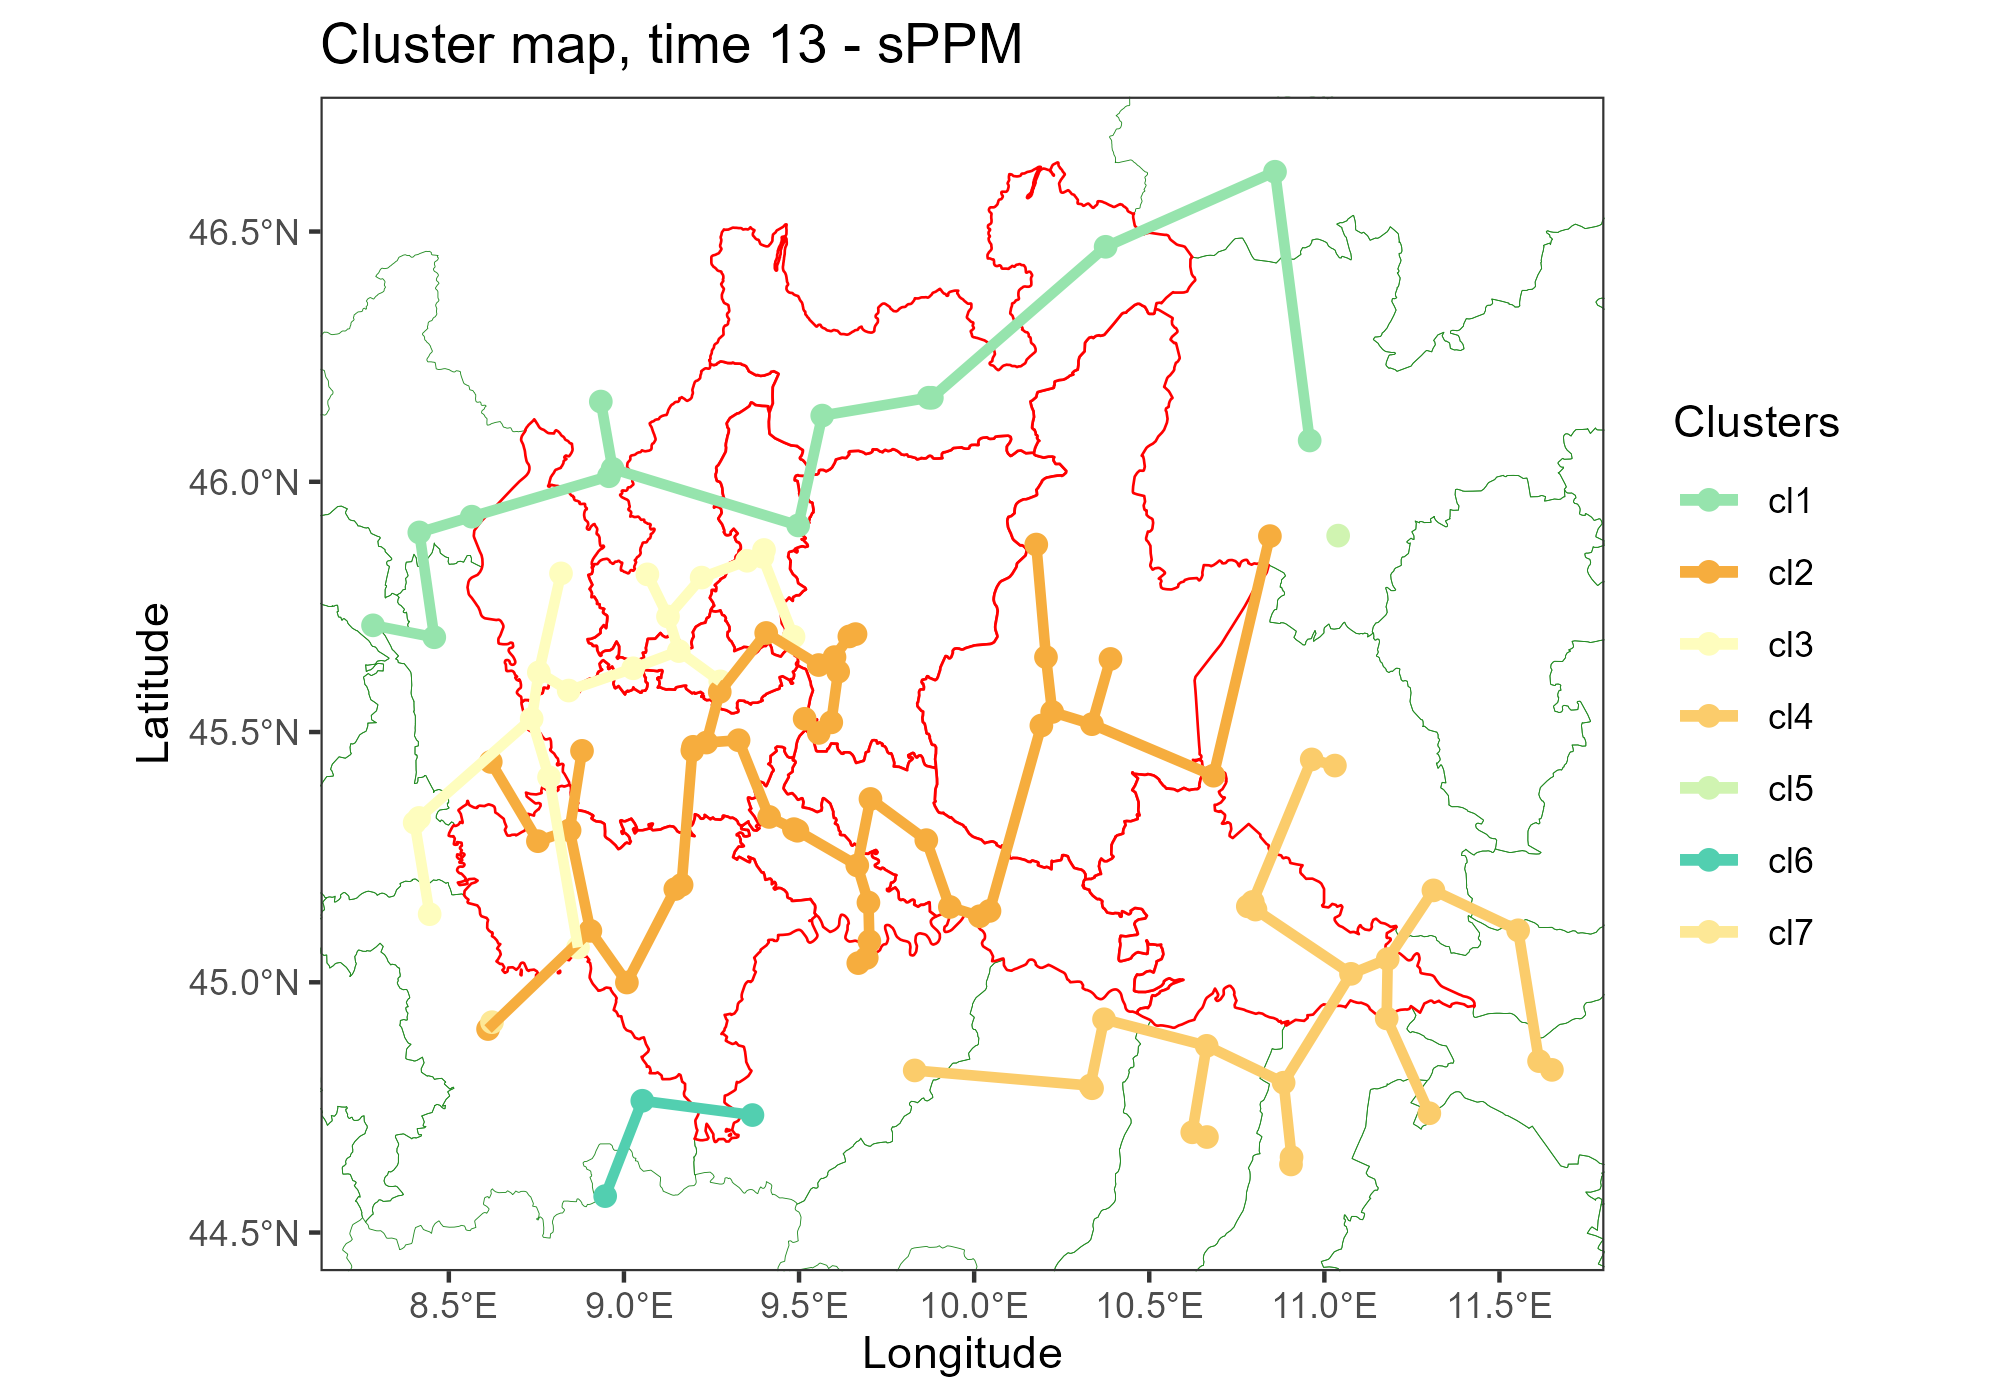 Cluster map, time 13 - sPPM
46.5°N
46.0°N
45.5°N
45.0°N
44.5°N
Latitude
8.5°E
9.0°E
9.5°E
10.0°E
10.5°E
11.0°E
11.5°E
Longitude
Clusters
cl1
cl2
cl3
cl4
cl5
cl6
cl7